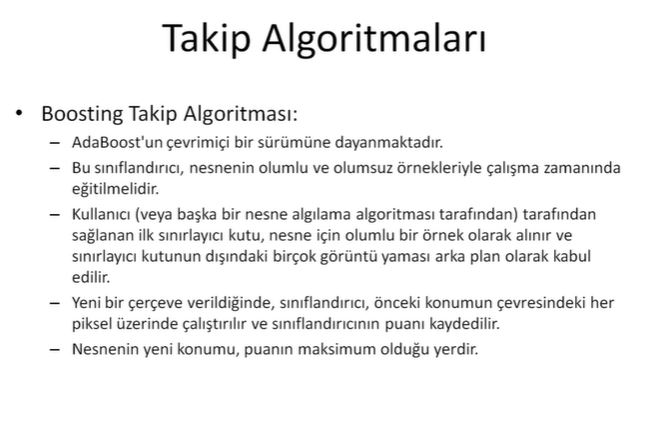 Takip Algoritmaları
• Boosting Takip Algoritması:
– AdaBoost'un çevrimiçi bir sürümüne dayanmaktadır.
– Bu sınıflandırıcı, nesnenin olumlu ve olumsuz örnekleriyle çalışma zamanında
eğitilmelidir.
– Kullanıcı (veya başka bir nesne algılama algoritması tarafından) tarafından
sağlanan ilk sınırlayıcı kutu, nesne için olumlu bir örnek olarak alınır ve
sınırlayıcı kutunun dışındaki birçok görüntü yaması arka plan olarak kabul
edilir.
– Yeni bir çerçeve verildiğinde, sınıflandırıcı, önceki konumun çevresindeki her
piksel üzerinde çalıştırılır ve sınıflandırıcının puanı kaydedilir.
– Nesnenin yeni konumu, puanın maksimum olduğu yerdir.